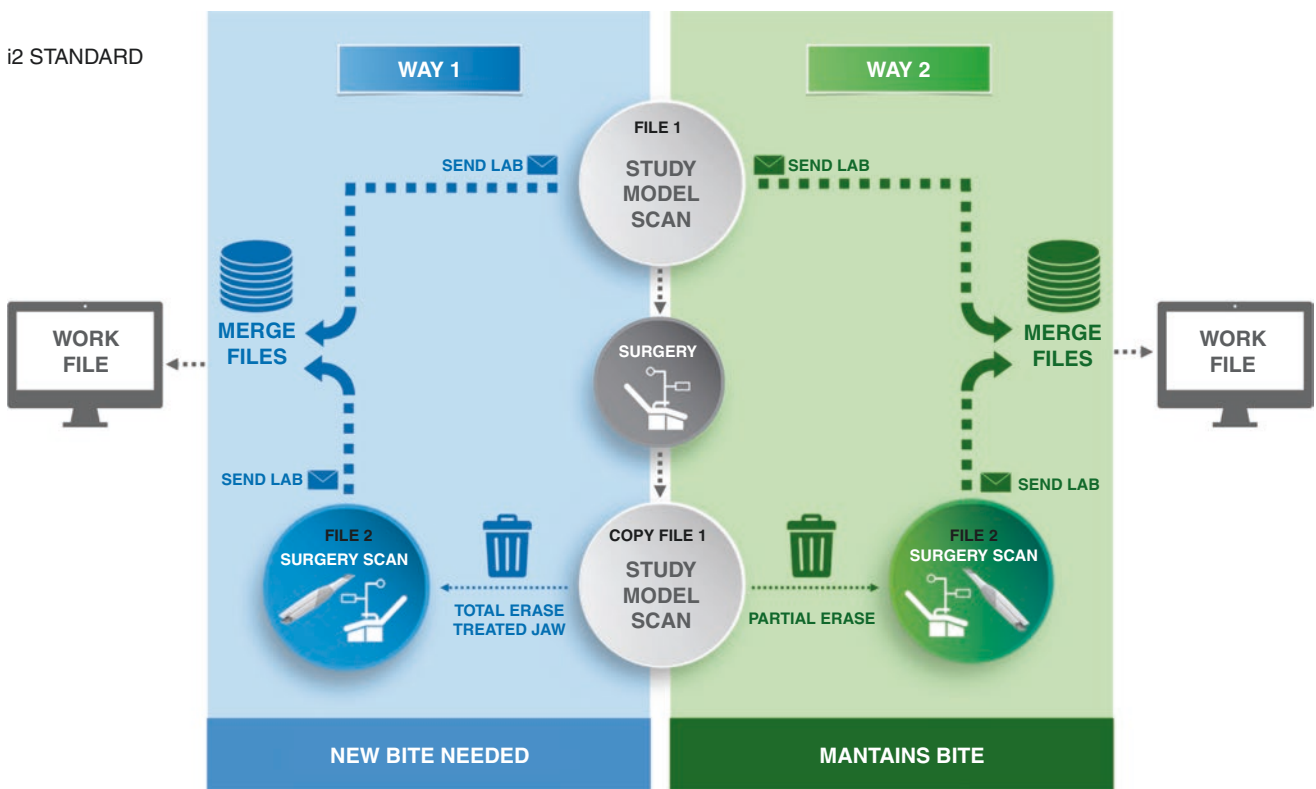 i2 STANDARD
WAY 1
WAY 2
FILE 1
STUDY
MODEL
SCAN
SEND LAB
SEND LAB
MERGE
FILES
MERGE
FILES
WORK
FILE
WORK
FILE
SURGERY
SEND LAB
SEND LAB
FILE 2
SURGERY SCAN
COPY FILE 1
STUDY
MODEL
SCAN
FILE 2
SURGERY SCAN
TOTAL ERASE
TREATED JAW
PARTIAL ERASE
NEW BITE NEEDED
MANTAINS BITE